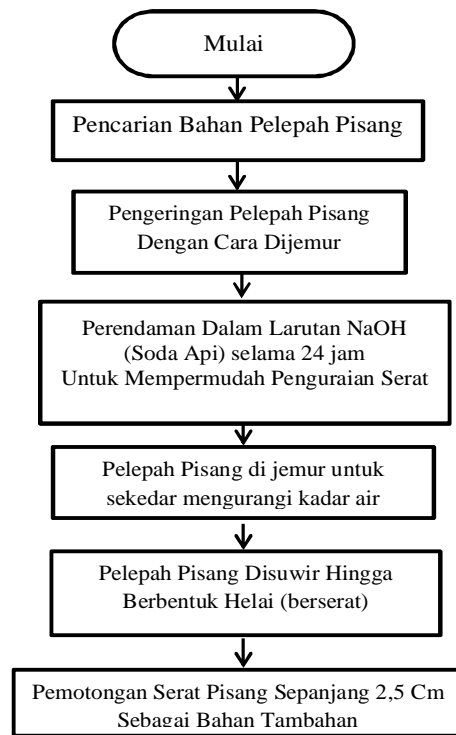 Mulai
Pencarian Bahan Pelepah Pisang
Pengeringan Pelepah Pisang
Dengan Cara Dijemur
Perendaman Dalam Larutan NaOH
(Soda Api) selama 24 jam
Untuk Mempermudah Penguraian Serat
Pelepah Pisang di jemur untuk
sekedar mengurangi kadar air
Pelepah Pisang Disuwir Hingga
Berbentuk Helai (berserat)
Pemotongan Serat Pisang Sepanjang 2,5 Cm
Sebagai Bahan Tambahan